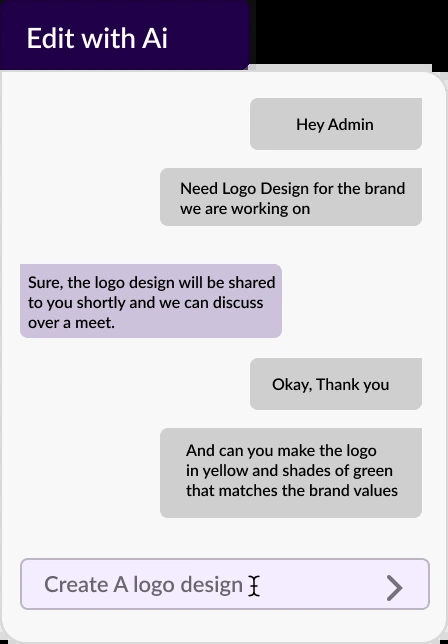 Edit with Ai
Hey Admin
Need Logo Design for the brand
we are working on
Sure, the logo design will be shared
to you shortly and we can discuss
over a meet.
Okay, Thank you
And can you make the logo
in yellow and shades of green
that matches the brand values
Create A logo design